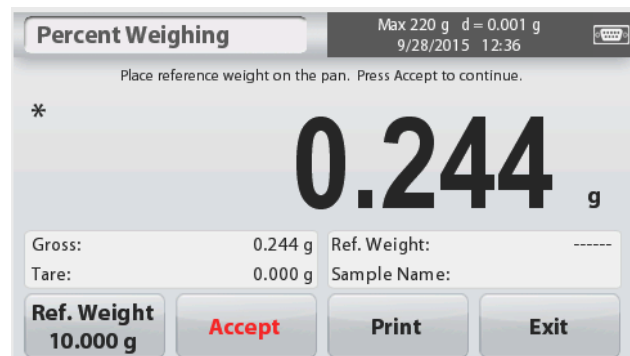 Percent Weighing
Max 220 g d = 0.001 g
9/28/2015 12:36
Place reference weight on the pan. Press Accept to continue.
*
0.244 g
Gross: 0.244 g Ref. Weight: ------
Tare: 0.000 g Sample Name:
Ref. Weight
10.000 g
Accept
Print
Exit